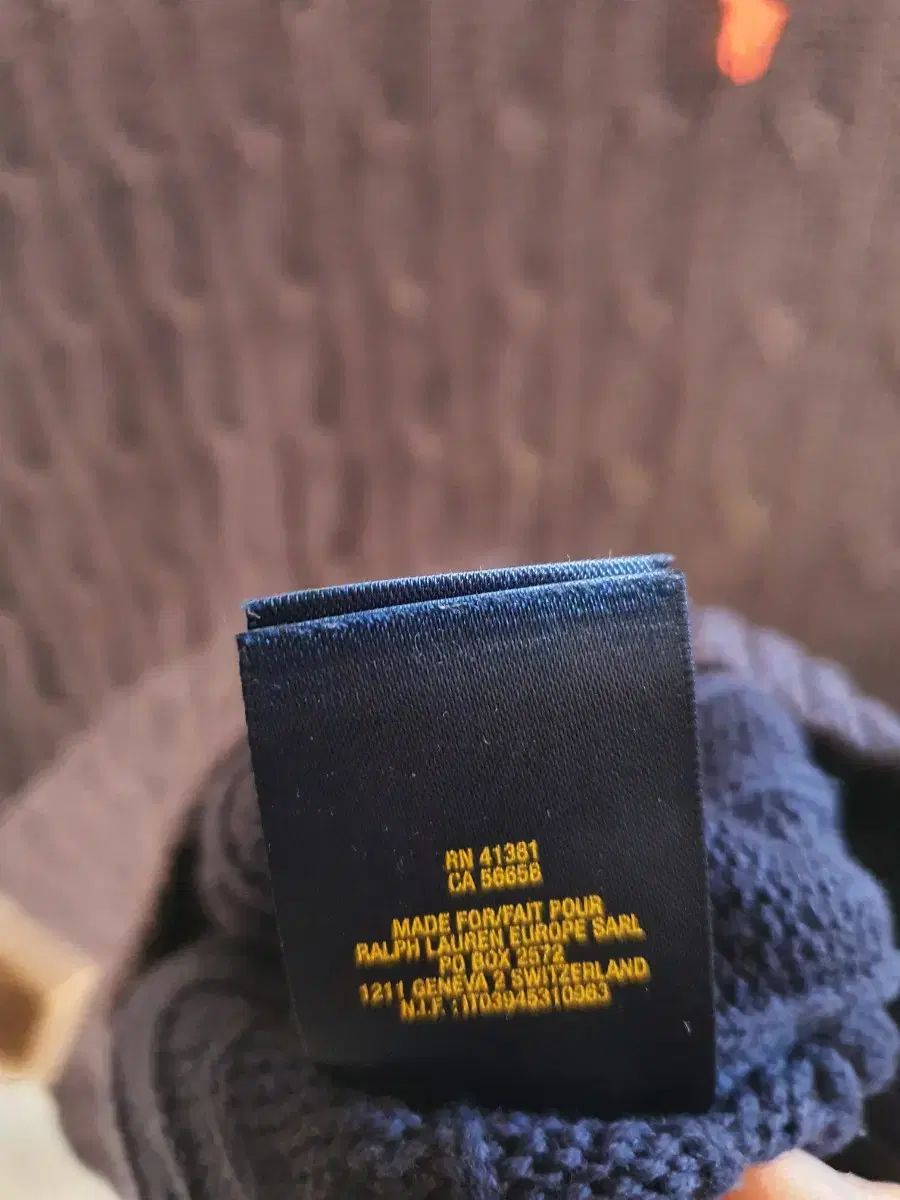 RN 41381
CA 56656
MADE FOR/FAIT POUR
RALPH LAUREN EUROPE SARL
PO BOX 2572
1211 GENEVA 2 SWITZERLAND
N.I.F. :IT03945310963